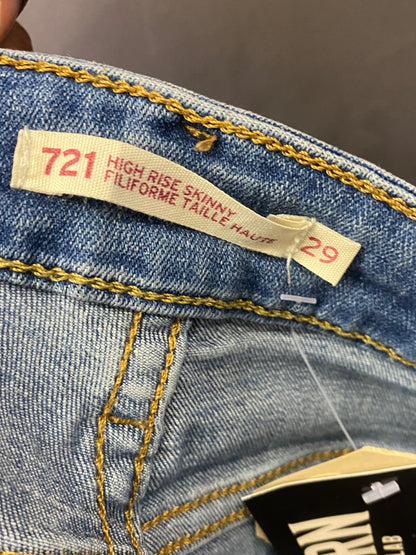 721
HIGH RISE SKINNY
FILIFORME TAILLE HAUTE
29